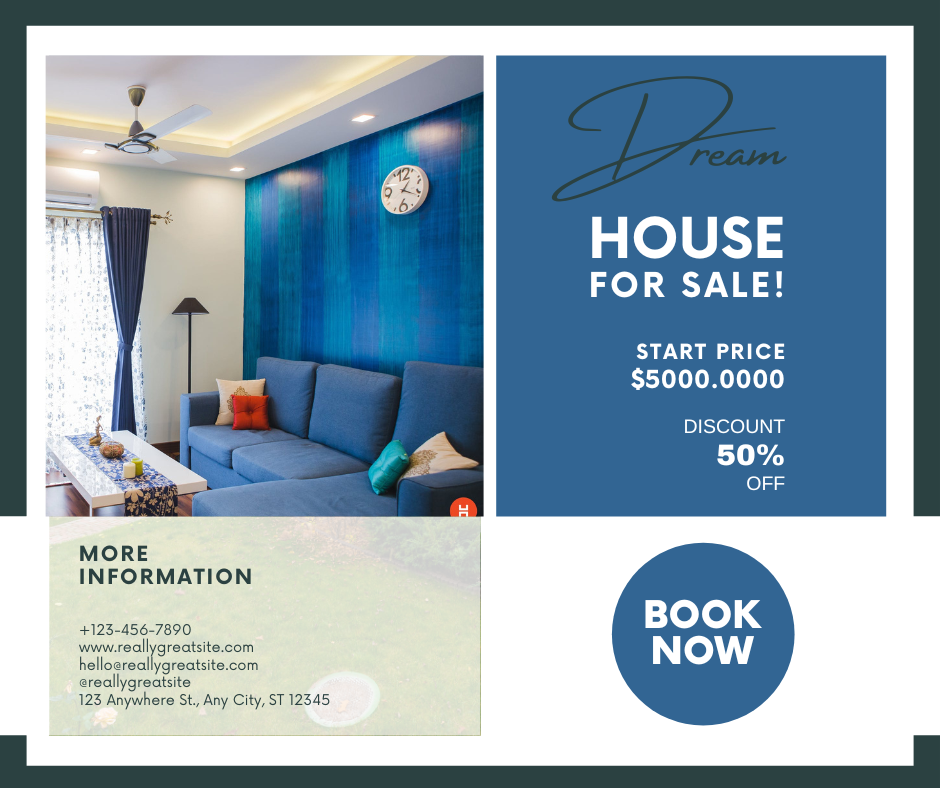 Dream
HOUSE
FOR SALE!
START PRICE
$5000.0000
DISCOUNT
50%
OFF
MORE
INFORMATION
+123-456-7890
www.reallygreatsite.com
hello@reallygreatsite.com
@reallygreatsite
123 Anywhere St., Any City, ST 12345
BOOK
NOW